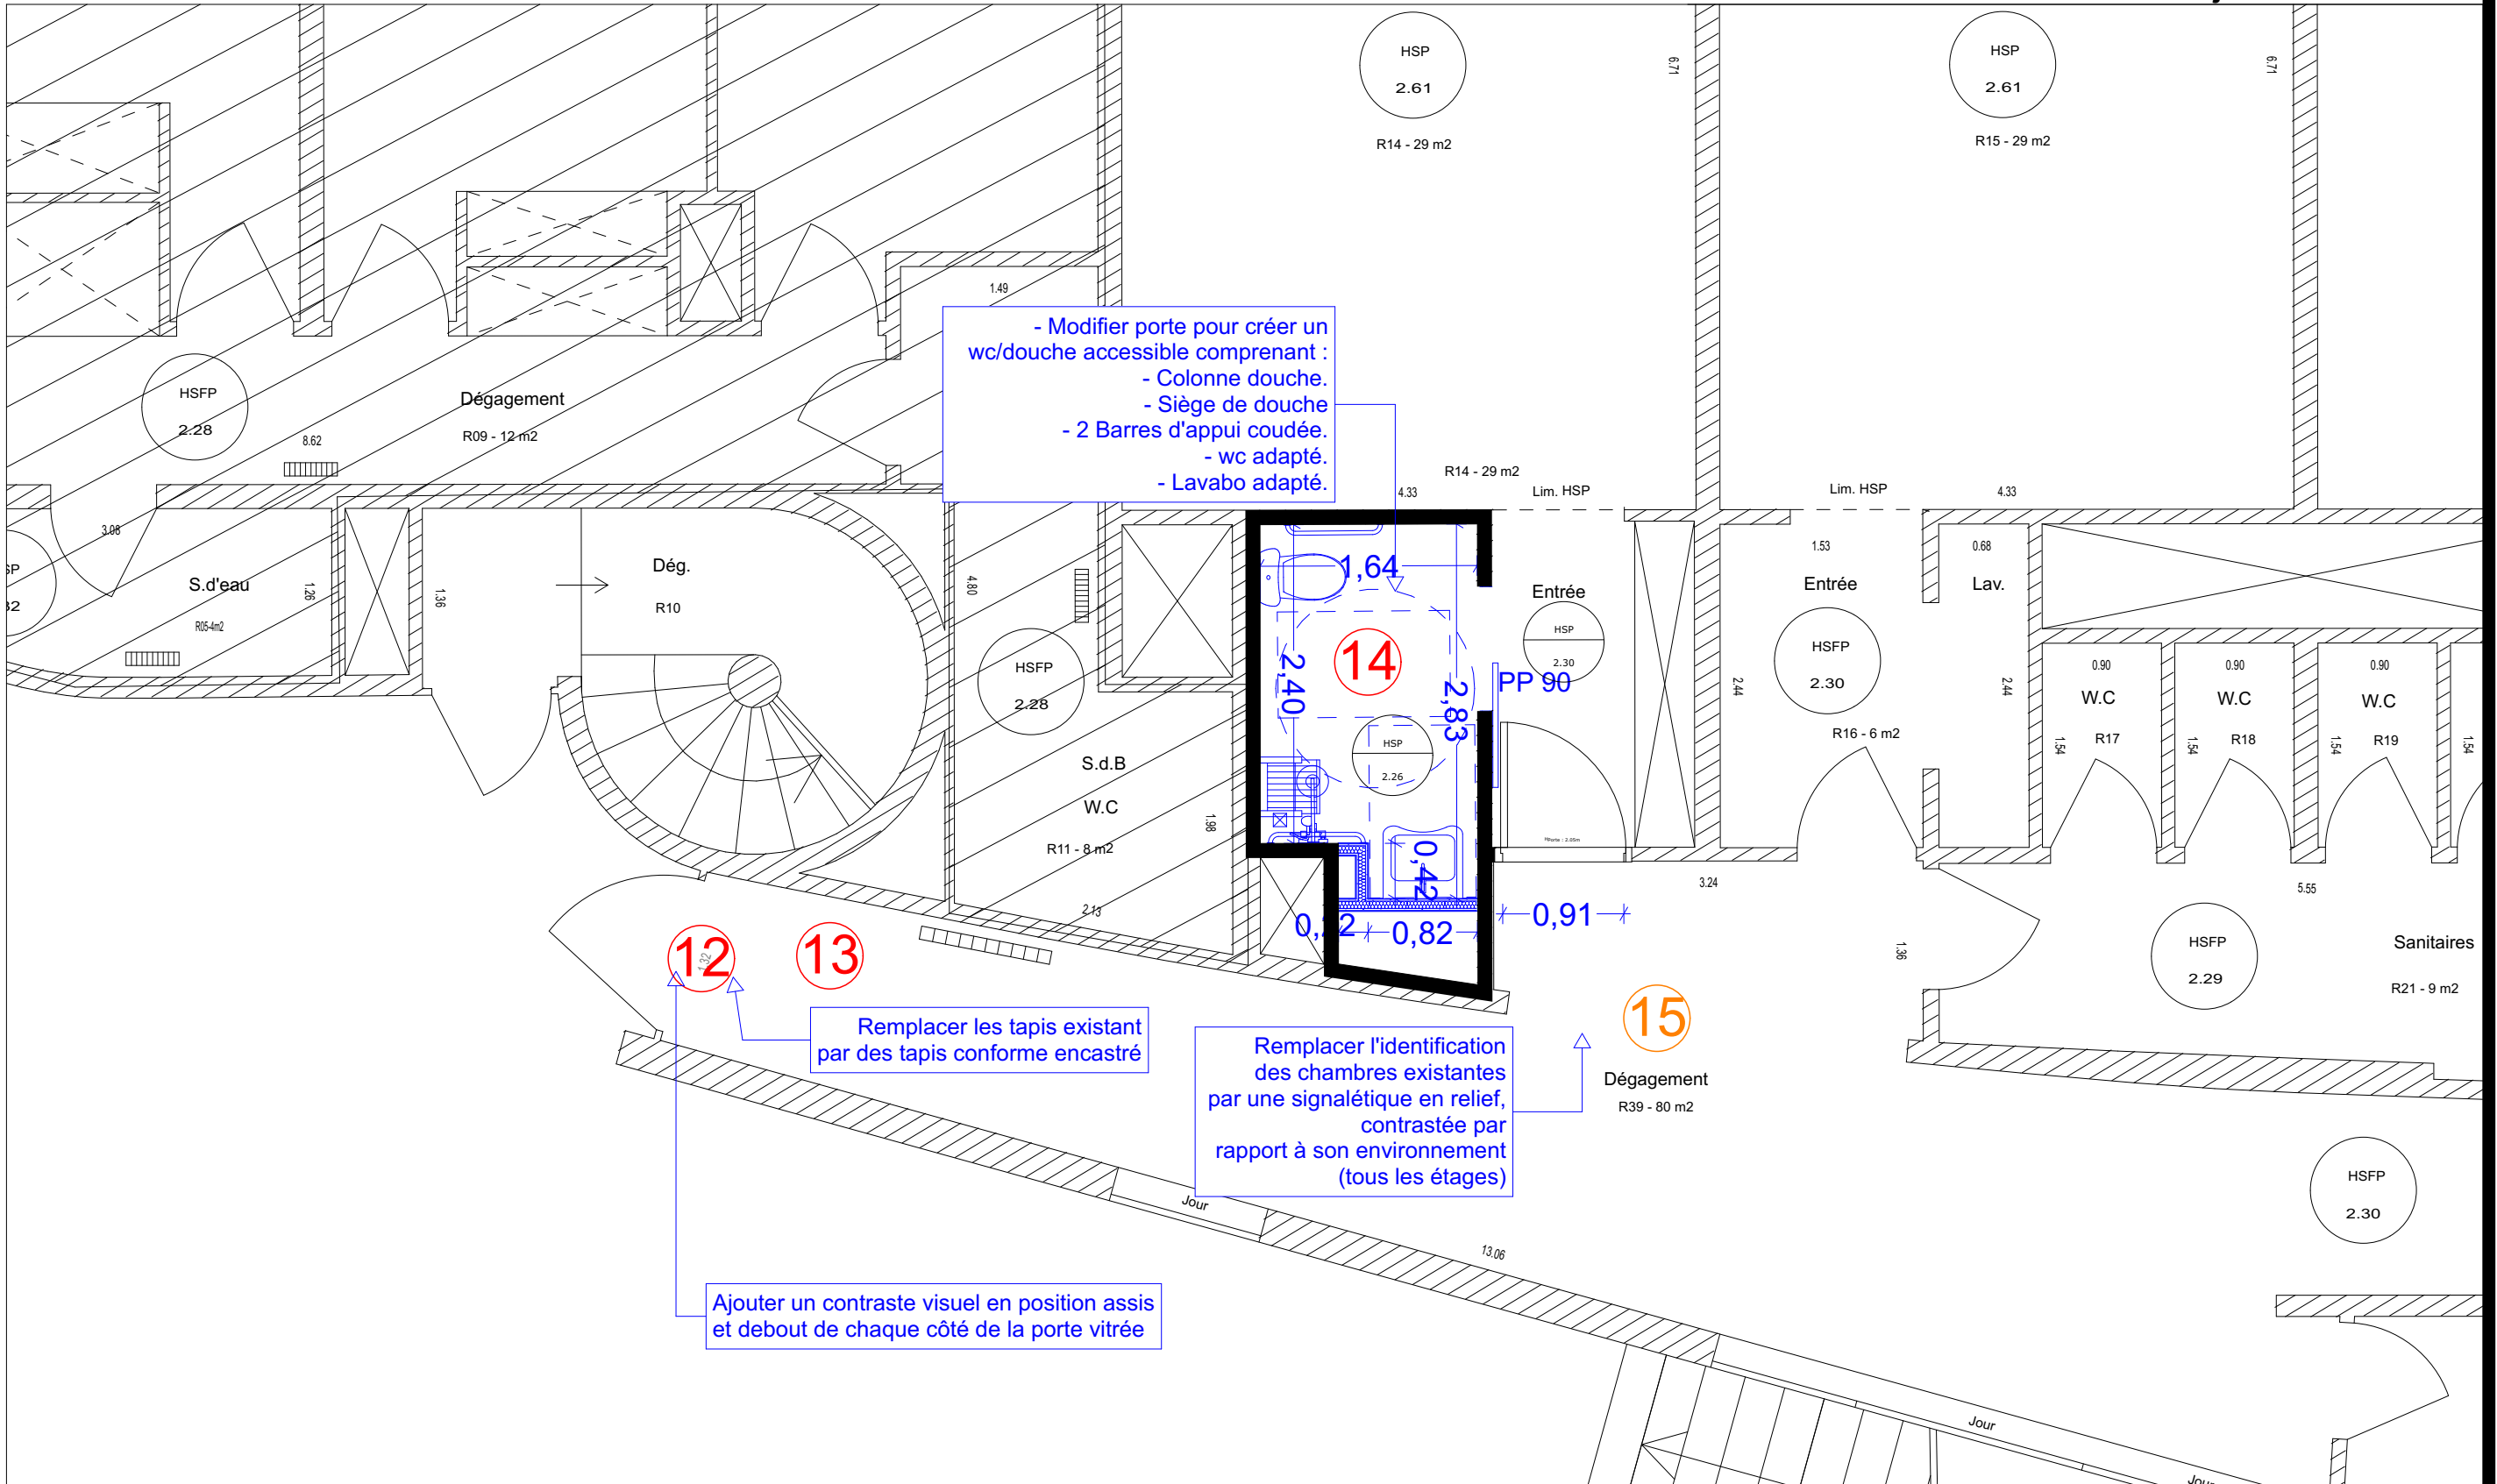 HSP
2.61
R14 - 29 m2
6.71
HSP
2.61
R15 - 29 m2
6.71
1.49
- Modifier porte pour créer un
wc/douche accessible comprenant :
- Colonne douche.
- Siège de douche
- 2 Barres d'appui coudée.
- wc adapté.
- Lavabo adapté.
HSFP
2.28
8.62
Dégagement
R09 - 12 m2
R14 - 29 m2
4.33
Lim. HSP
Lim. HSP
4.33
3.08
S.d'eau
R05-4m2
1.26
1.36
Dég.
R10
4.80
HSFP
2.28
S.d.B
W.C
R11 - 8 m2
1.98
2.13
1,64
14
2,40
2,83
HSP
2.26
0,42
0,82
0,91
PP 90
Entrée
HSP
2.30
1.53
Entrée
HSFP
2.30
R16 - 6 m2
2.44
2.44
0.68
Lav.
0.90
W.C
R17
1.54
0.90
W.C
R18
1.54
0.90
W.C
R19
1.54
1.54
3.24
5.55
1.36
HSFP
2.29
Sanitaires
R21 - 9 m2
12
1.32
13
Remplacer les tapis existant
par des tapis conforme encastré
Remplacer l'identification
des chambres existantes
par une signalétique en relief,
contrastée par
rapport à son environnement
(tous les étages)
15
Dégagement
R39 - 80 m2
HSFP
2.30
Jour
13.06
Ajouter un contraste visuel en position assis
et debout de chaque côté de la porte vitrée
Jour